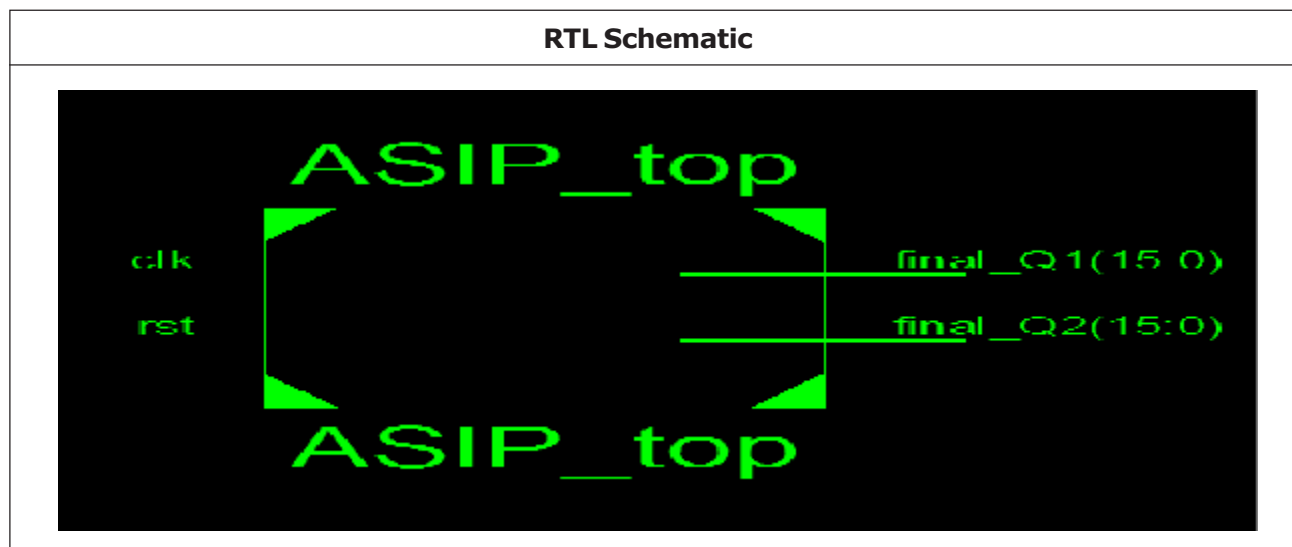 RTL Schematic
ASIP_top
clk
final_Q1(15:0)
rst
final_Q2(15:0)
ASIP_top